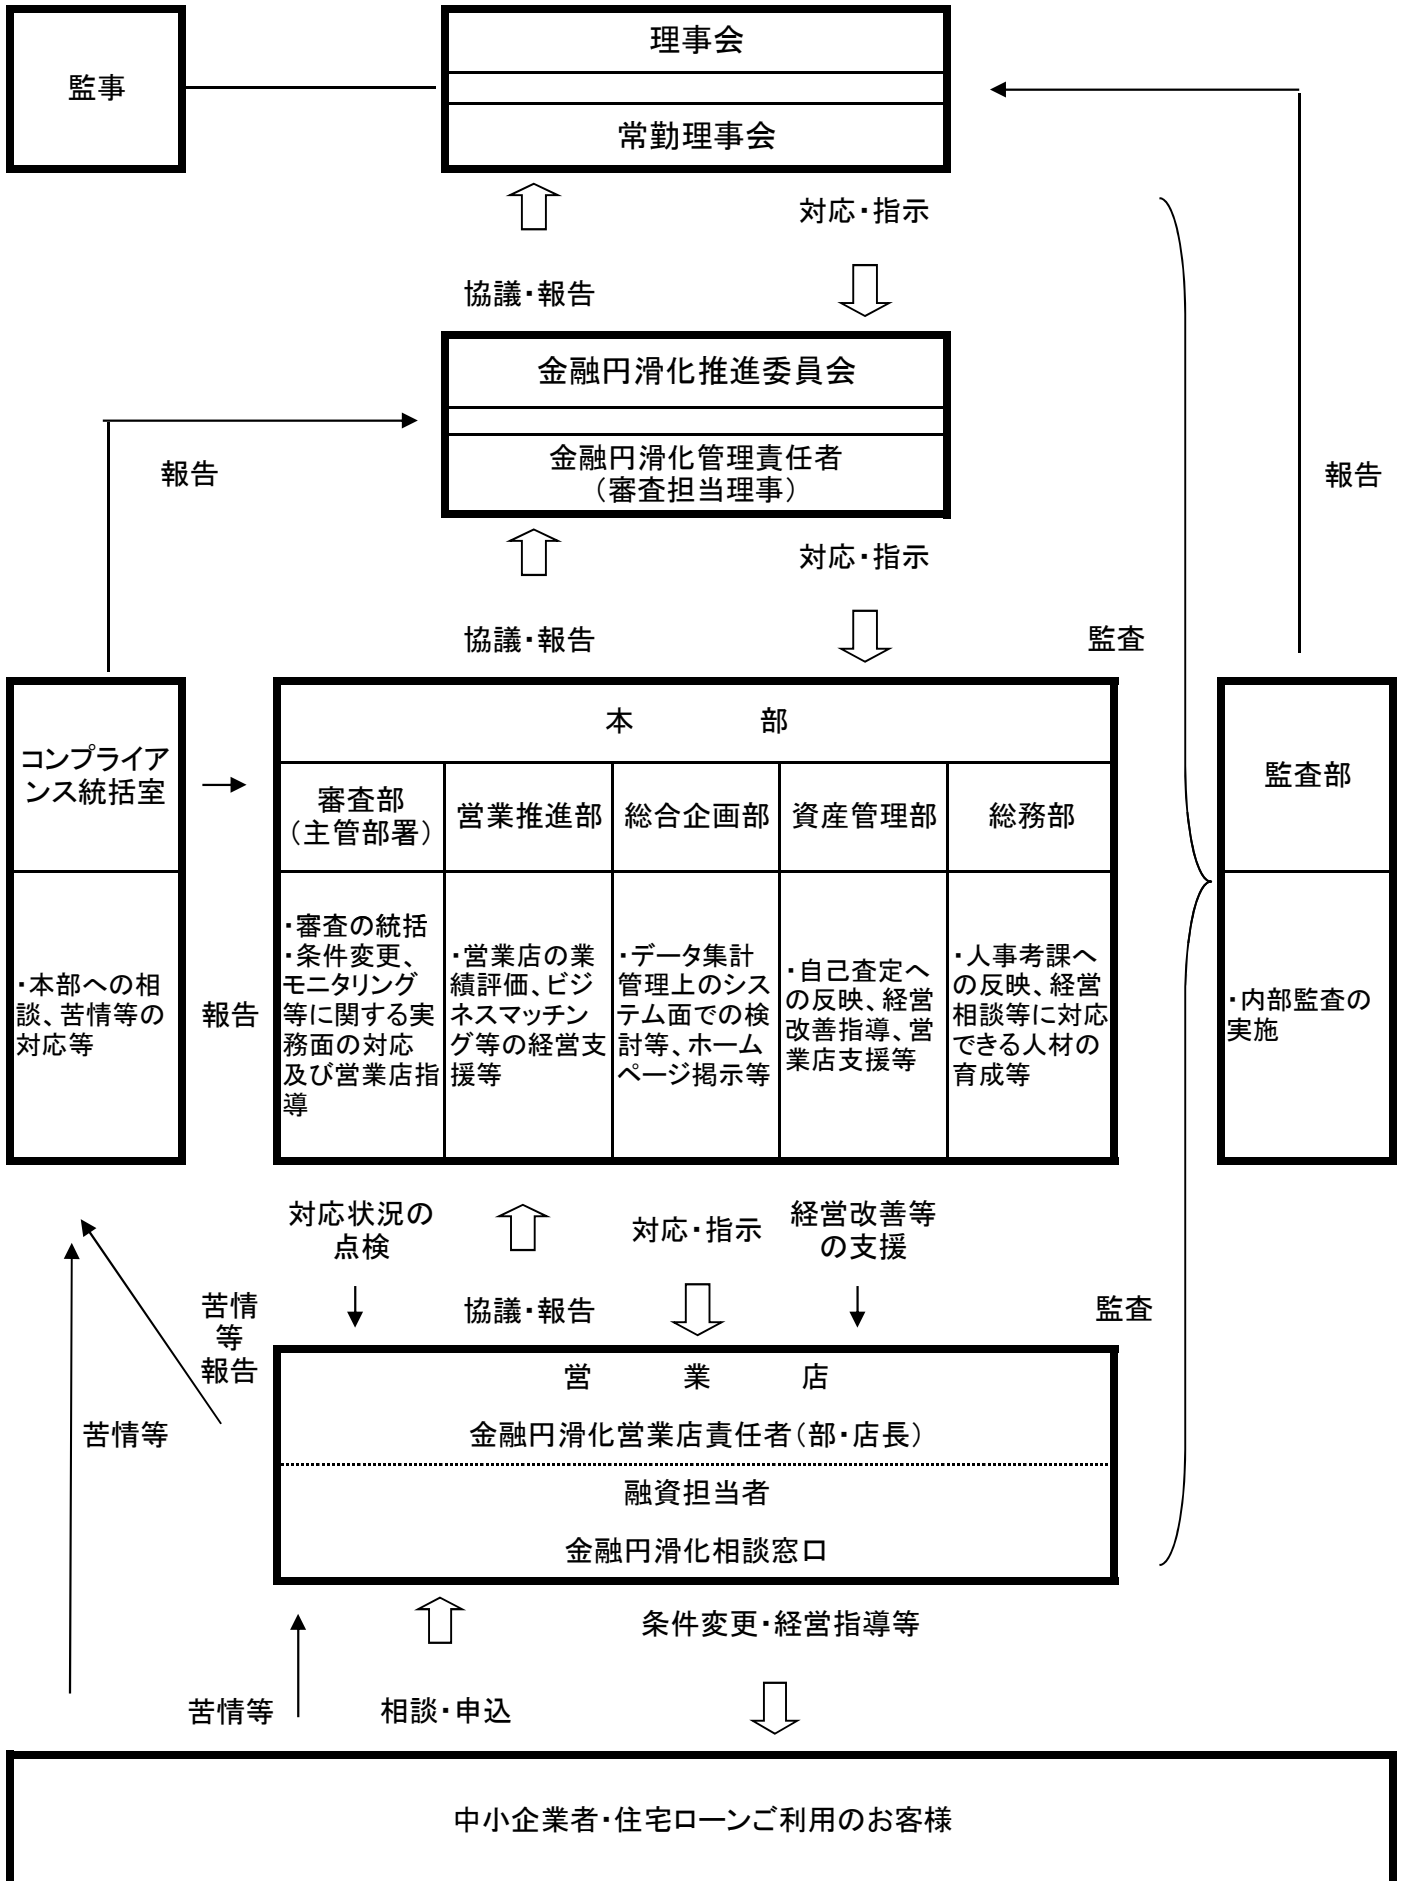 監事
理事会
常勤理事会
対応・指示
協議・報告
金融円滑化推進委員会
金融円滑化管理責任者
（審査担当理事）
報告
報告
対応・指示
協議・報告
監査
コンプライア
ンス統括室
・本部への相
談、苦情等の
対応等
報告
本　部
審査部
（主管部署）
営業推進部
総合企画部
資産管理部
総務部
・審査の統括
・条件変更、
モニタリング
等に関する実
務面の対応
及び営業店指
導
・営業店の業
績評価、ビジ
ネスマッチン
グ等の経営支
援等
・データ集計
管理上のシス
テム面での検
討等、ホーム
ページ掲示等
・自己査定へ
の反映、経営
改善指導、営
業店支援等
・人事考課へ
の反映、経営
相談等に対応
できる人材の
育成等
監査部
・内部監査の
実施
対応状況の
点検
対応・指示
経営改善等
の支援
協議・報告
監査
苦情
等
報告
苦情等
営　業　店
金融円滑化営業店責任者（部・店長）
融資担当者
金融円滑化相談窓口
条件変更・経営指導等
苦情等
相談・申込
中小企業者・住宅ローンご利用のお客様